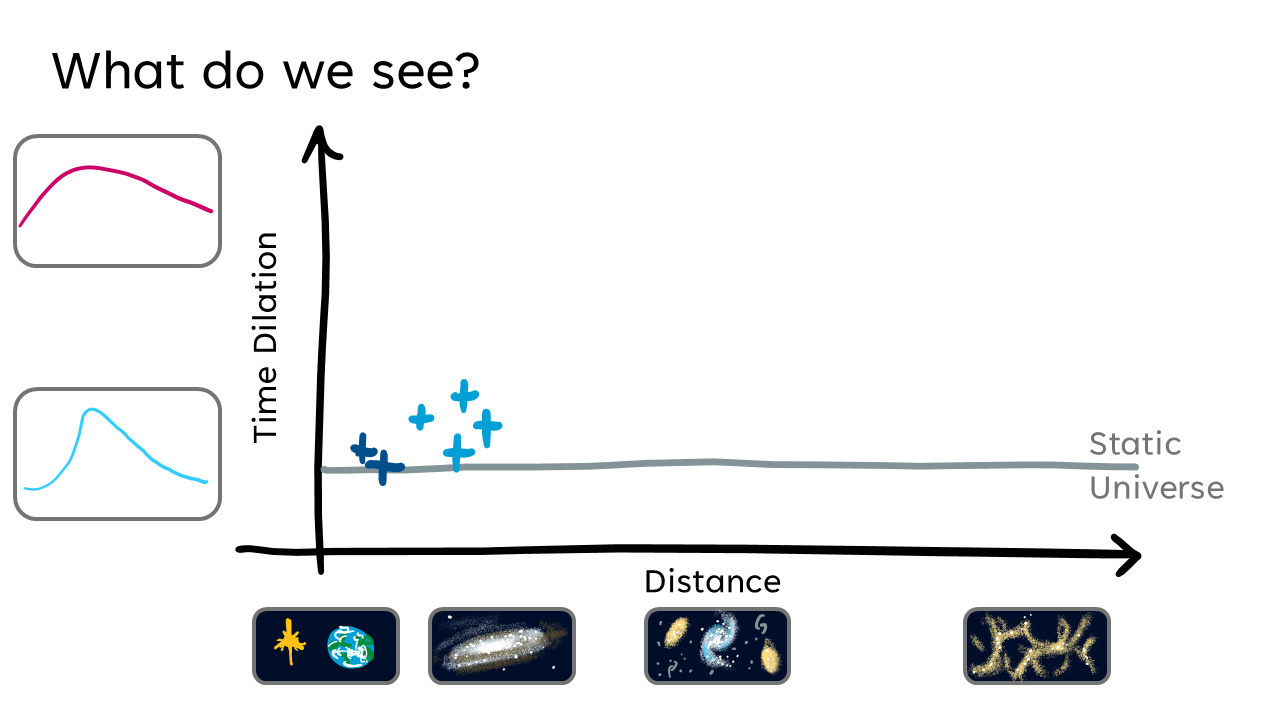 What do we see?
Time Dilation
Static
Universe
Distance